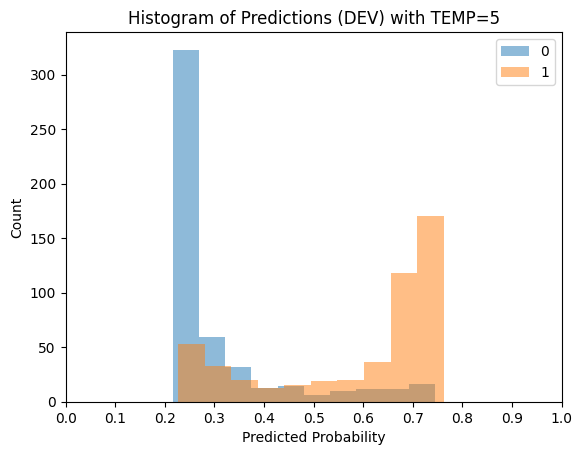 Histogram of Predictions (DEV) with TEMP=5
0
1
300
250
200
150
100
50
0
Count
0.0 0.1 0.2 0.3 0.4 0.5 0.6 0.7 0.8 0.9 1.0
Predicted Probability